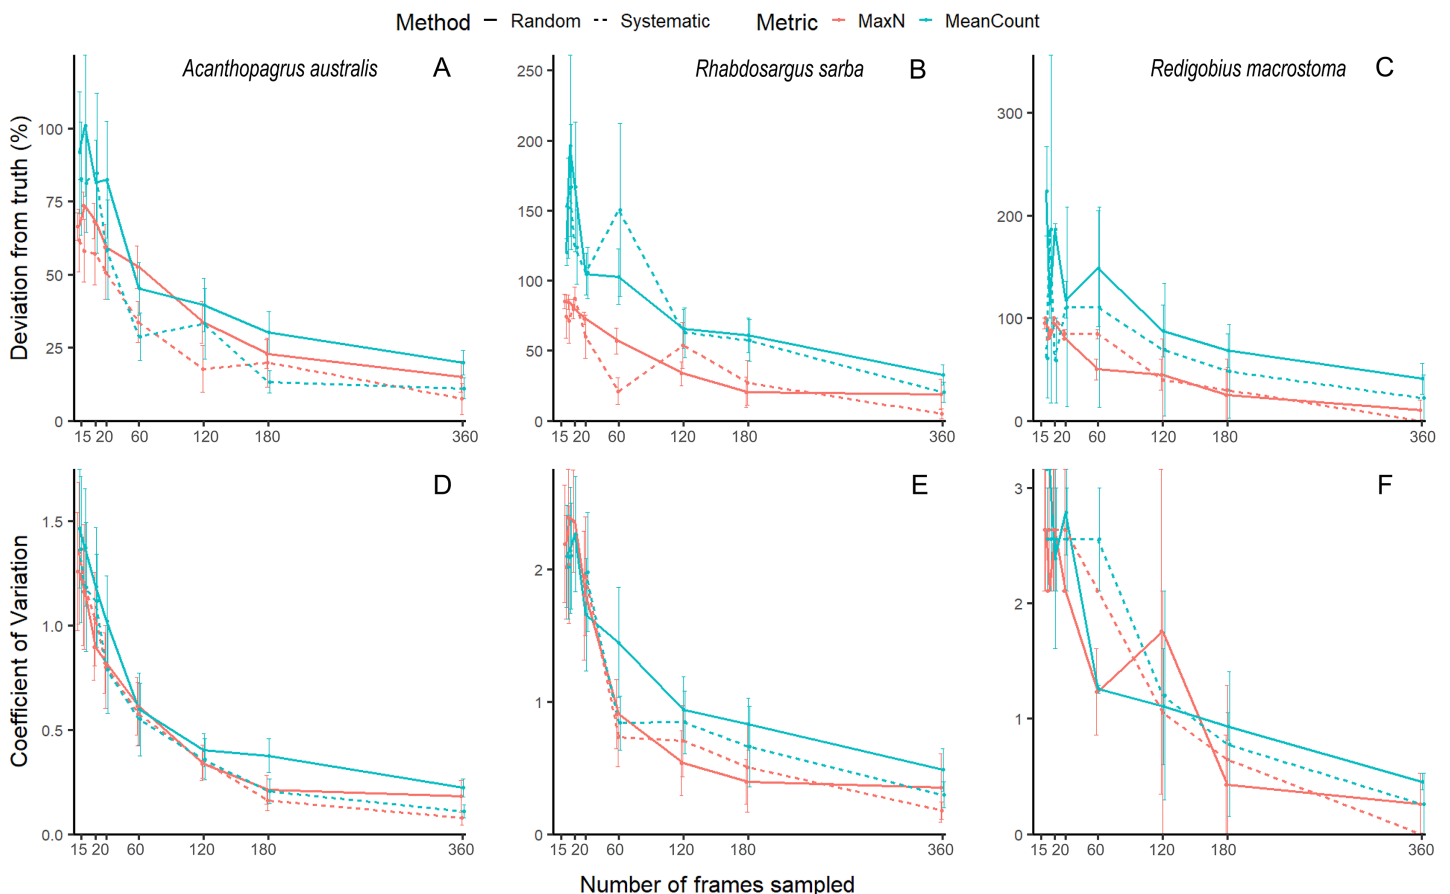 Method Random Systematic Metric MaxN MeanCount
Acanthopagrus australis A
Rhabdosargus sarba B
Redigobius macrostoma C
Deviation from truth (%)
100
75
50
25
0
15 20 60 120 180 360
250
200
150
100
50
0
15 20 60 120 180 360
300
200
100
0
15 20 60 120 180 360
D
E
F
Coefficient of Variation
1.5
1.0
0.5
0.0
15 20 60 120 180 360
2
1
0
15 20 60 120 180 360
3
2
1
0
15 20 60 120 180 360
Number of frames sampled